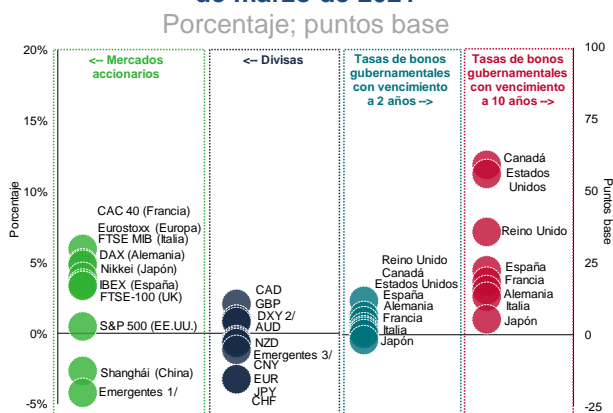 de marzo de 2021
Porcentaje; puntos base
20%
15%
10%
5%
0%
-5%
Porcentaje
<-- Mercados
accionarios
CAC 40 (Francia)
Eurostoxx (Europa)
FTSE MIB (Italia)
DAX (Alemania)
Nikkei (Japón)
IBEX (España)
FTSE-100 (UK)
S&P 500 (EE.UU.)
Shanghái (China)
Emergentes 1/
<-- Divisas
CAD
GBP
DXY 2/
AUD
NZD
Emergentes 3/
CNY
EUR
JPY
CHF
Tasas de bonos
gubernamentales
con vencimiento
a 2 años -->
Reino Unido
Canadá
Estados Unidos
España
Alemania
Francia
Italia
Japón
Tasas de bonos
gubernamentales
con vencimiento
a 10 años -->
Canadá
Estados
Unidos
Reino Unido
España
Francia
Alemania
Italia
Japón
100
75
50
25
0
-25
Puntos base